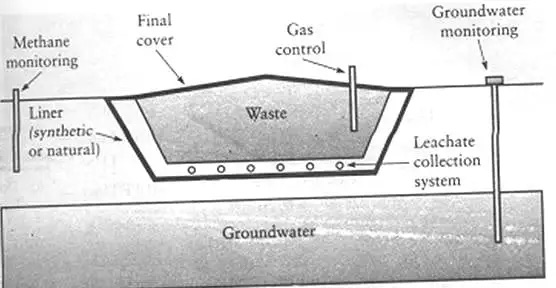 Methane
monitoring
Final
cover
Gas
control
Groundwater
monitoring
Liner
(synthetic
or natural)
Waste
Leachate
collection
system
Groundwater